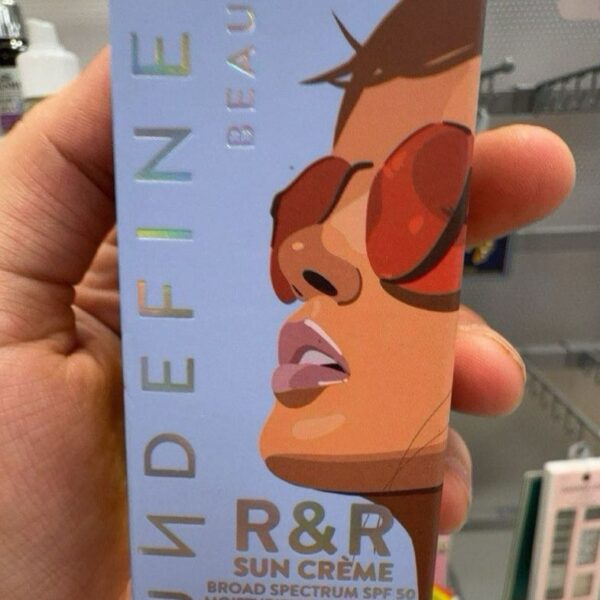 UNDEFINE
BEAU
R&R
SUN CRÈME
BROAD SPECTRUM SPF 50